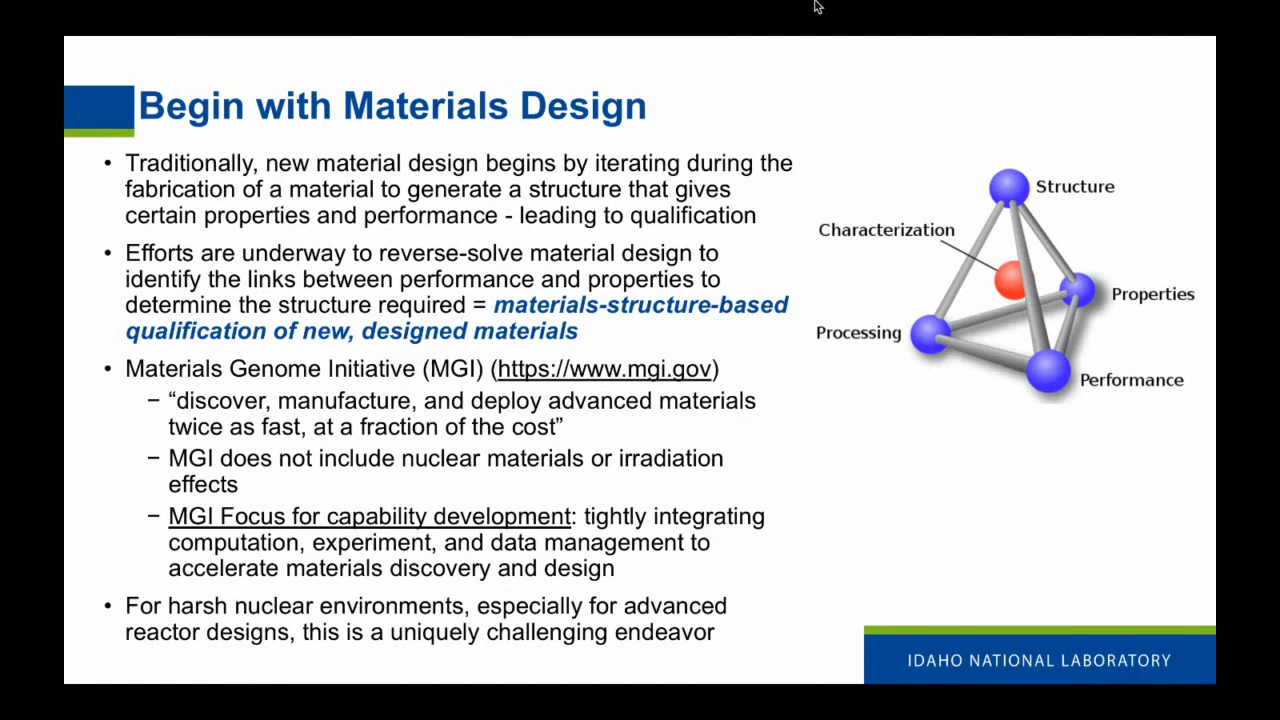 Begin with Materials Design
• Traditionally, new material design begins by iterating during the
fabrication of a material to generate a structure that gives
certain properties and performance - leading to qualification
• Efforts are underway to reverse-solve material design to
identify the links between performance and properties to
determine the structure required = materials-structure-based
qualification of new, designed materials
• Materials Genome Initiative (MGI) (https://www.mgi.gov)
− “discover, manufacture, and deploy advanced materials
twice as fast, at a fraction of the cost”
− MGI does not include nuclear materials or irradiation
effects
− MGI Focus for capability development: tightly integrating
computation, experiment, and data management to
accelerate materials discovery and design
• For harsh nuclear environments, especially for advanced
reactor designs, this is a uniquely challenging endeavor
Structure
Characterization
Properties
Processing
Performance
IDAHO NATIONAL LABORATORY